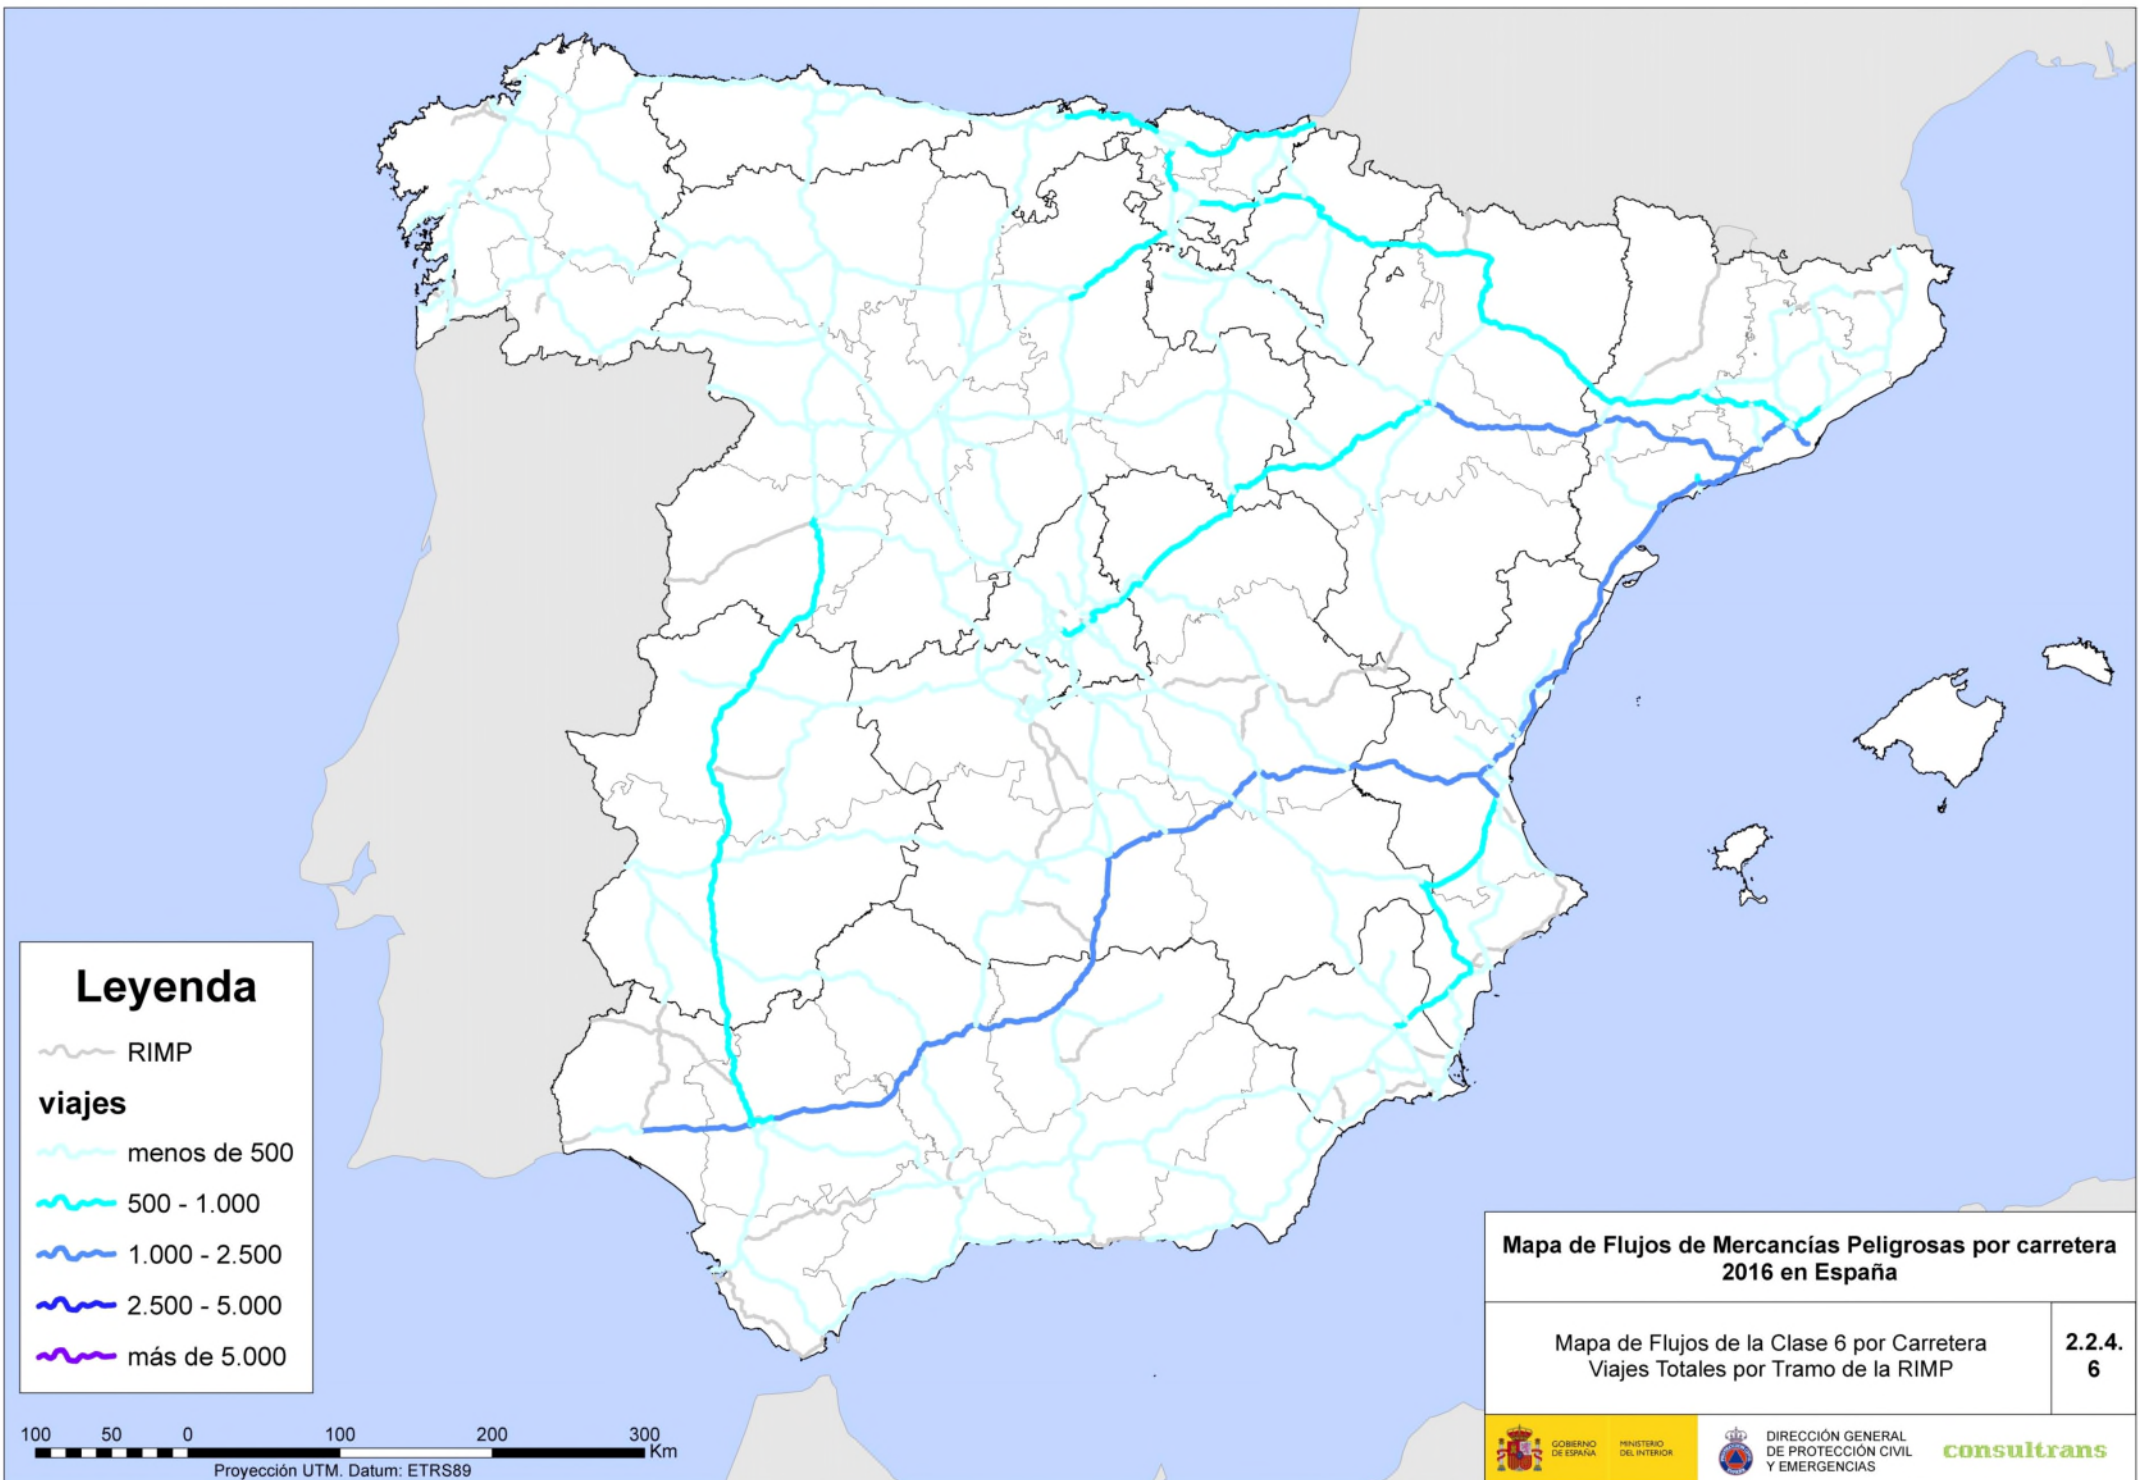 Leyenda
RIMP
viajes
menos de 500
500 - 1.000
1.000 - 2.500
2.500 - 5.000
más de 5.000
100 50 0 100 200 300
Km
Proyección UTM. Datum: ETRS89
Mapa de Flujos de Mercancías Peligrosas por carretera
2016 en España
Mapa de Flujos de la Clase 6 por Carretera
Viajes Totales por Tramo de la RIMP
2.2.4.
6
GOBIERNO
DE ESPAÑA
MINISTERIO
DEL INTERIOR
DIRECCIÓN GENERAL
DE PROTECCIÓN CIVIL
Y EMERGENCIAS
consultrans